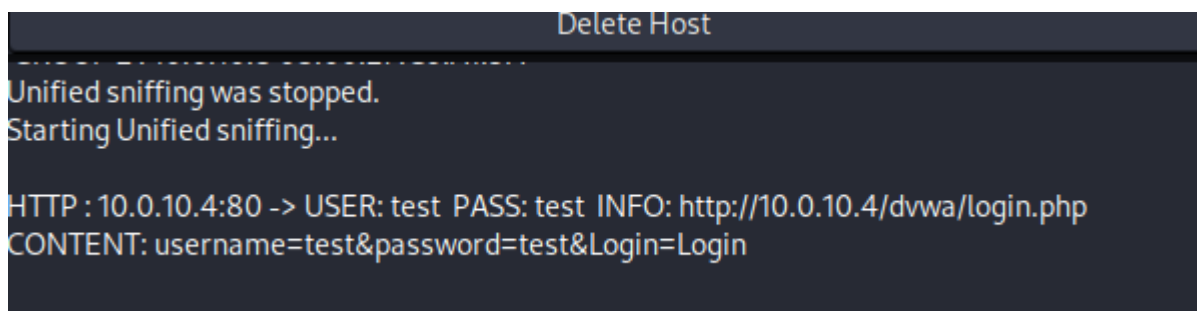 Delete Host
Unified sniffing was stopped.
Starting Unified sniffing...
HTTP : 10.0.10.4:80 -> USER: test PASS: test INFO: http://10.0.10.4/dvwa/login.php
CONTENT: username=test&password=test&Login=Login